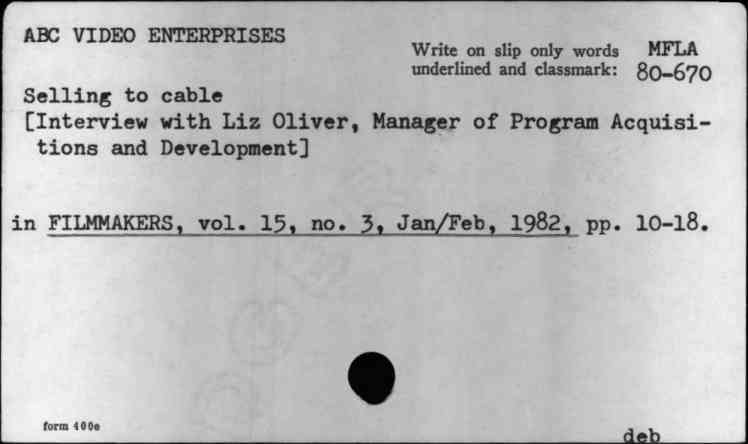 ABC VIDEO ENTERPRISES
Write on slip only words underlined and classmark:
MFLA
80-670
Selling to cable
[Interview with Liz Oliver, Manager of Program Acquisi-
tions and Development]
in FILMMAKERS, vol. 15, no. 3, Jan/Feb, 1982, pp. 10-18.
form 400e
deb